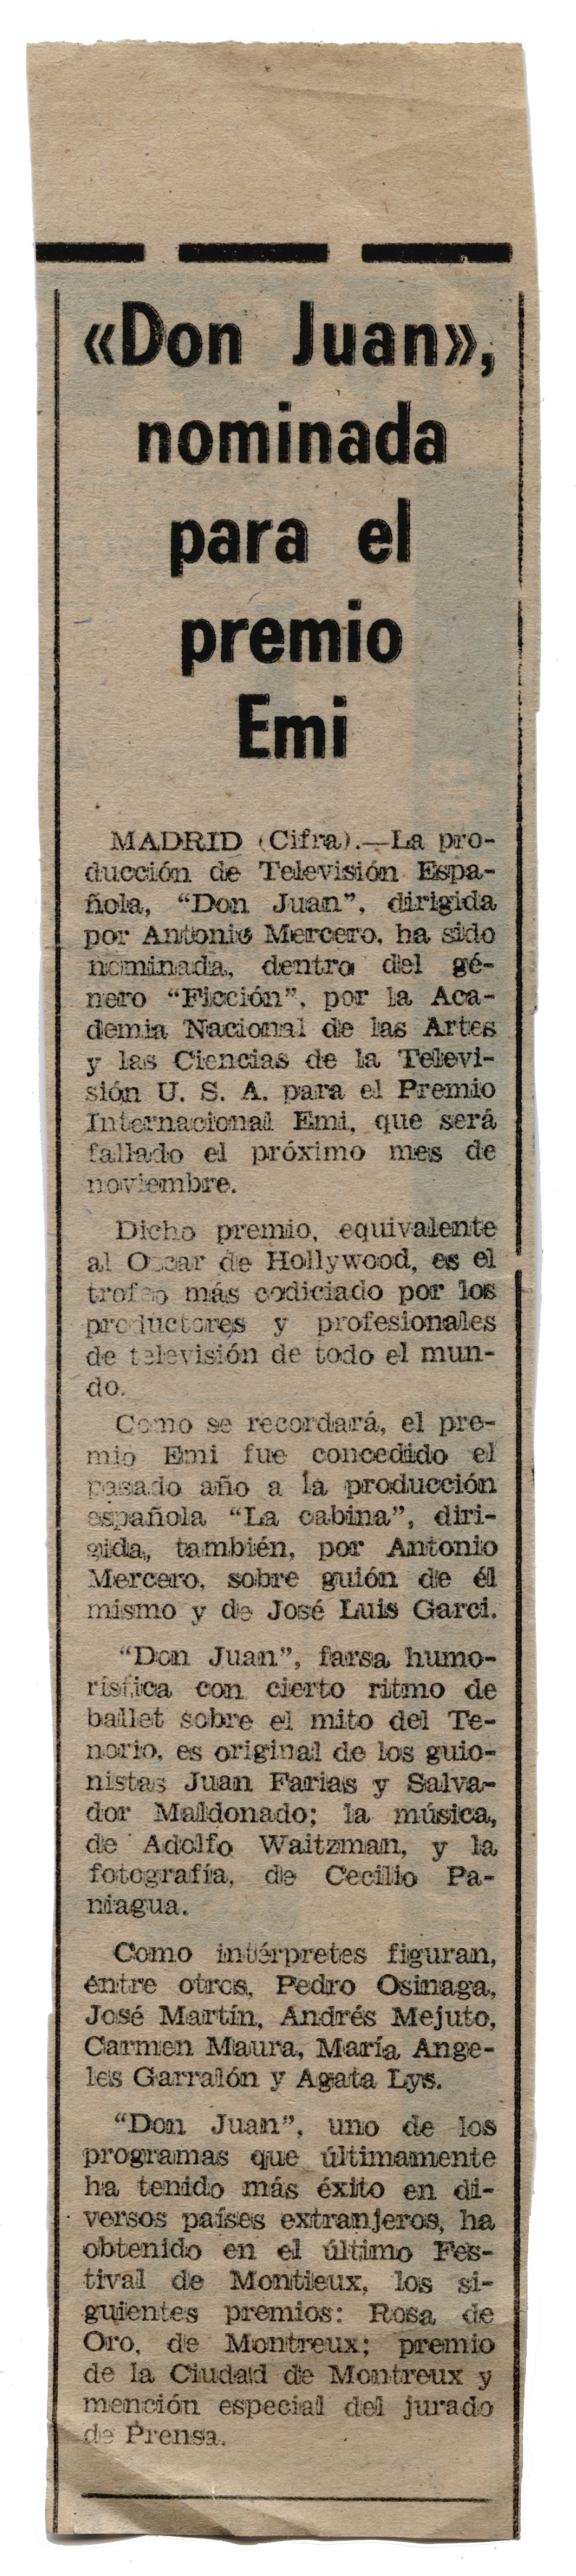 «Don Juan»,
nominada
para el
premio
Emi
MADRID (Cifra).—La pro-
ducción de Televisión Espa-
ñola, "Don Juan", dirigida
por Antonio Mercero, ha sido
nominada, dentro del gé-
nero "Ficción", por la Aca-
demia Nacional de las Artes
y las Ciencias de la Televi-
sión U. S. A. para el Premio
Internacional Emi, que será
fallado el próximo mes de
noviembre.
Dicho premio, equivalente
al Oscar de Hollywood, es el
trofeo más codiciado por los
productores y profesionales
de televisión de todo el mun-
do.
Como se recordará, el pre-
mio Emi fue concedido el
pasado año a la producción
española "La cabina", diri-
gida, también, por Antonio
Mercero, sobre guión de él
mismo y de José Luis Garci.
"Don Juan", farsa humo-
rística con cierto ritmo de
ballet sobre el mito del Te-
norio, es original de los guio-
nistas Juan Farias y Salva-
dor Maldonado; la música,
de Adolfo Waitzman, y la
fotografía, de Cecilio Pa-
niagua.
Como intérpretes figuran,
entre otros, Pedro Osinaga,
José Martín, Andrés Mejuto,
Carmen Maura, María Ange-
les Garralón y Agata Lys.
"Don Juan", uno de los
programas que últimamente
ha tenido más éxito en di-
versos países extranjeros, ha
obtenido en el último Fes-
tival de Montieux, los si-
guientes premios: Rosa de
Oro, de Montreux; premio
de la Ciudad de Montreux y
mención especial del jurado
de Prensa.